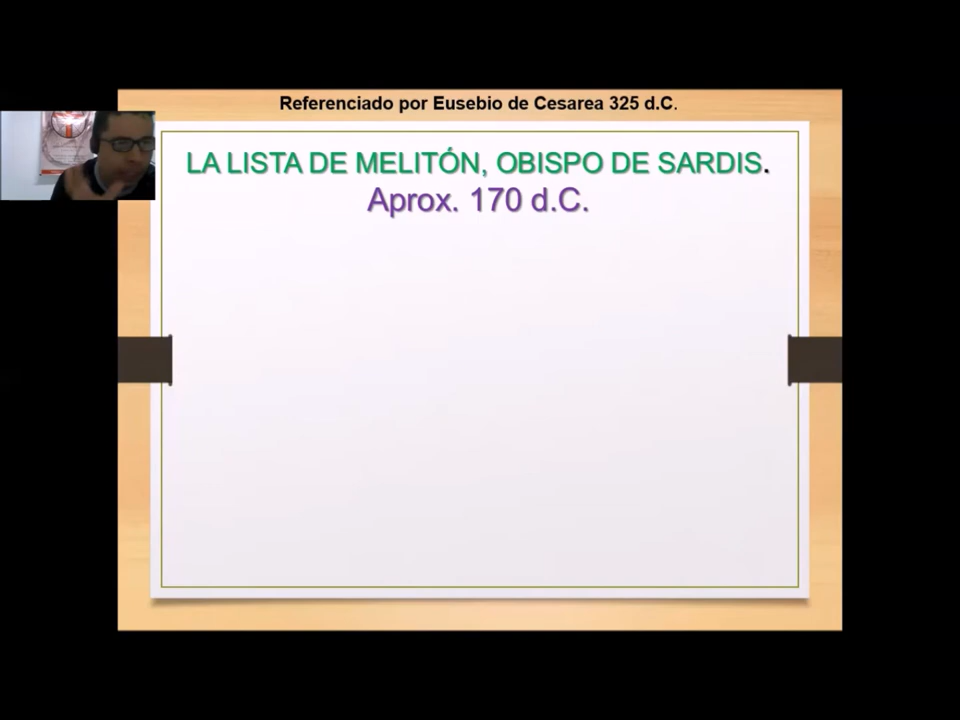 Referenciado por Eusebio de Cesarea 325 d.C.
LA LISTA DE MELITÓN, OBISPO DE SARDIS.
Aprox. 170 d.C.